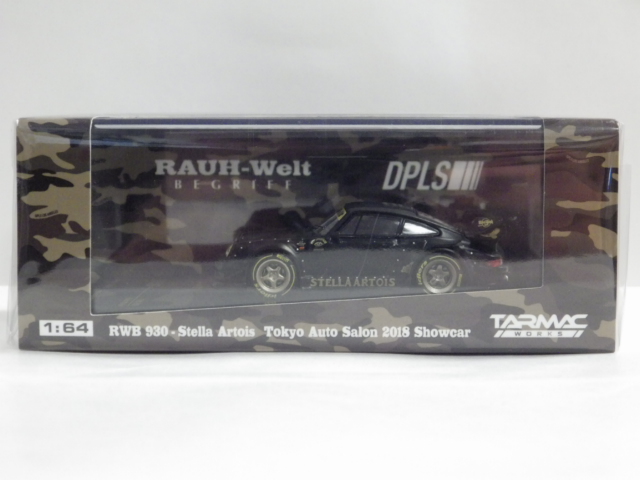 RAUH-Welt
BEGRIFF
DPLS
STELLA ARTOIS
1:64
RWB 930 - Stella Artois Tokyo Auto Salon 2018 Showcar
TARMAC
WORKS